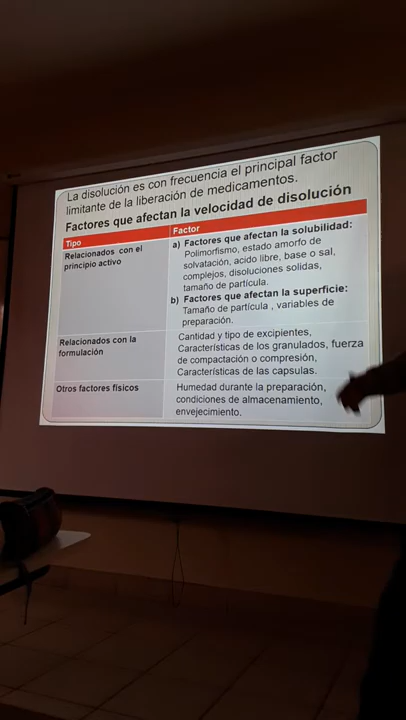 La disolución es con frecuencia el principal factor
limitante de la liberación de medicamentos.
Factores que afectan la velocidad de disolución
Tipo
Factor
Relacionados con el
principio activo
a) Factores que afectan la solubilidad:
Polimorfismo, estado amorfo de
solvatación, acido libre, base o sal,
complejos, disoluciones solidas,
tamaño de partícula.
b) Factores que afectan la superficie:
Tamaño de partícula , variables de
preparación.
Relacionados con la
formulación
Cantidad y tipo de excipientes,
Características de los granulados, fuerza
de compactación o compresión,
Características de las capsulas.
Otros factores físicos
Humedad durante la preparación,
condiciones de almacenamiento,
envejecimiento.